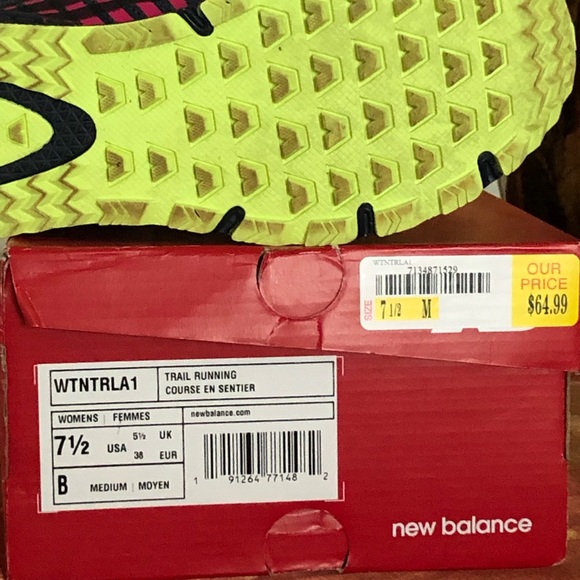 WTNTRLA1
7134871529
SIZE
7 1/2 M
OUR
PRICE
$64.99
WTNTRLA1
TRAIL RUNNING
COURSE EN SENTIER
WOMENS | FEMMES
newbalance.com
7½ USA 5½ UK
38 EUR
B MEDIUM | MOYEN
1 91264 77148 2
new balance